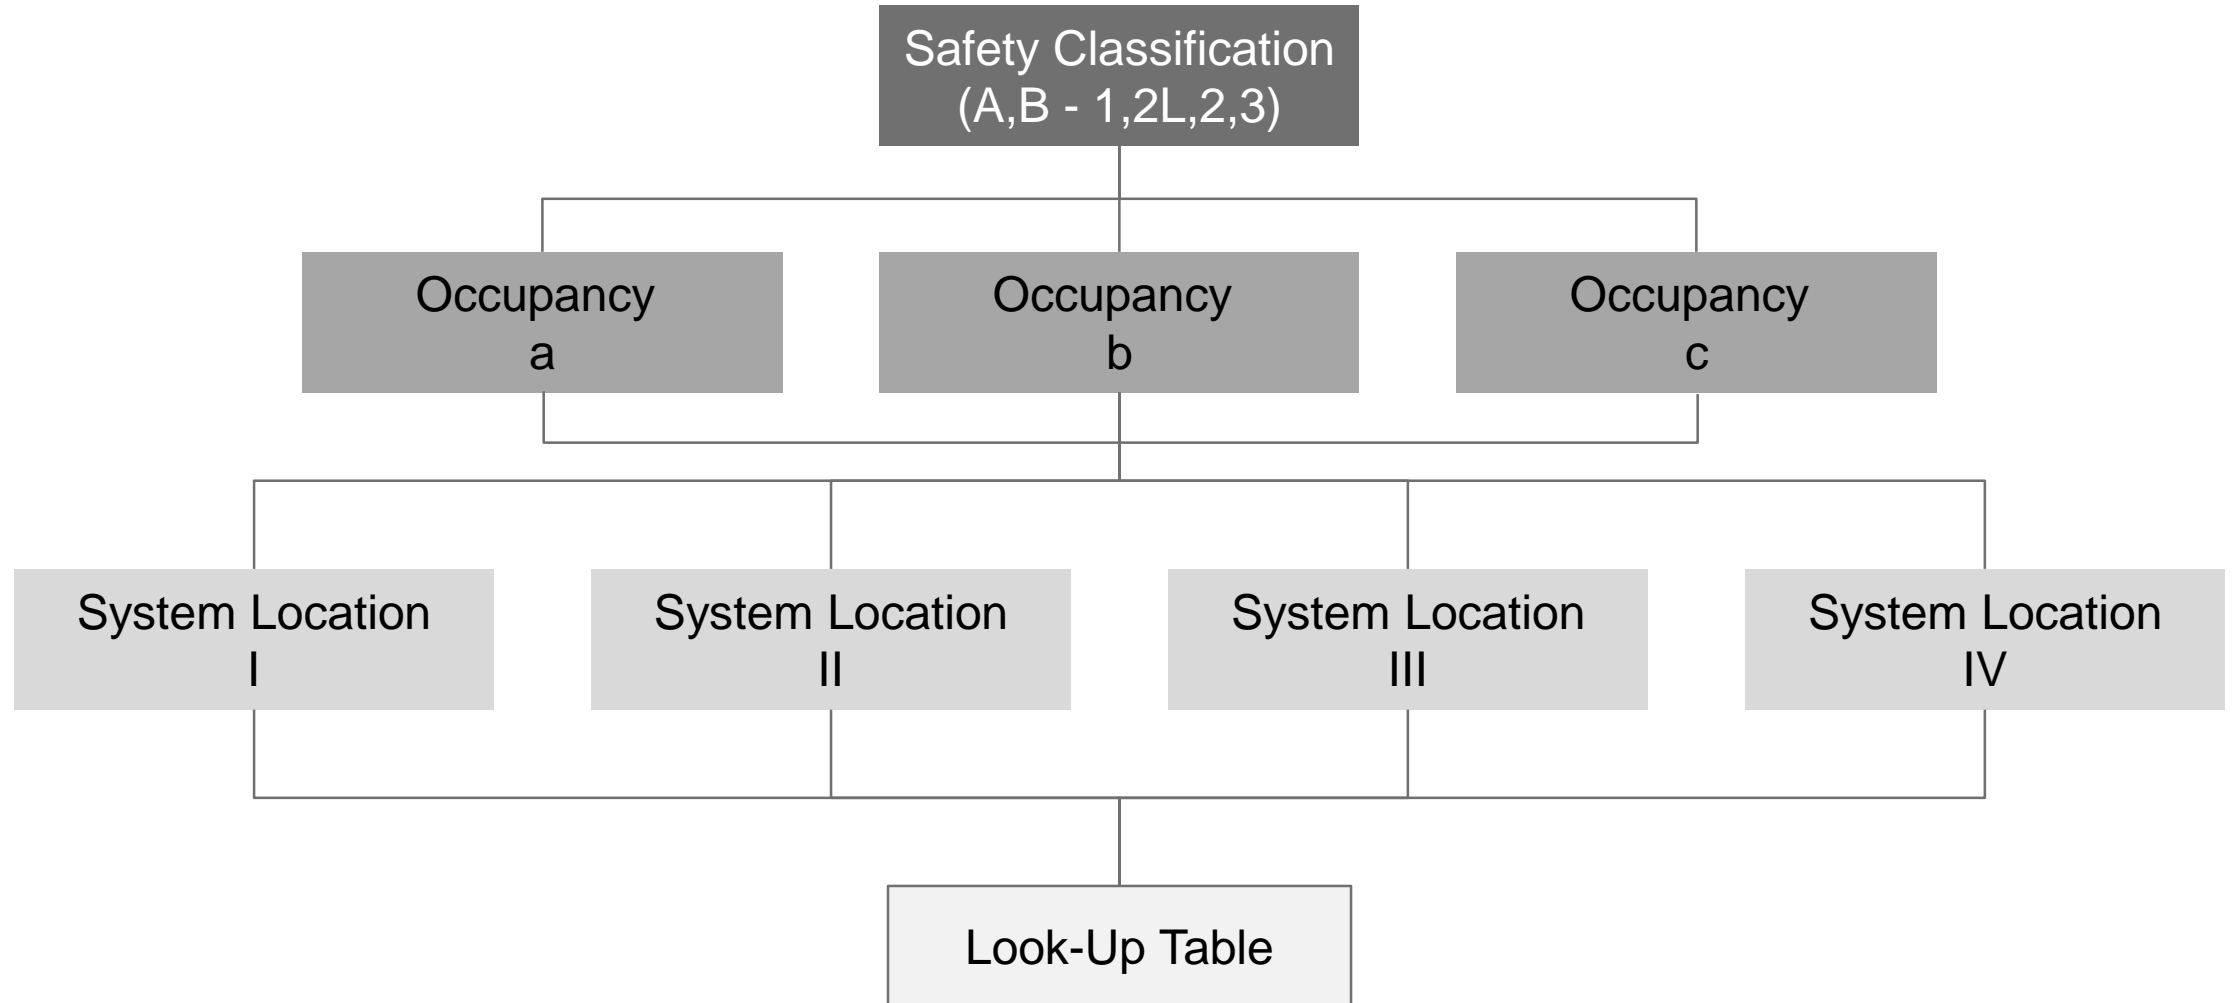 Safety Classification
(A,B - 1,2L,2,3)
Occupancy
a
Occupancy
b
Occupancy
c
System Location
I
System Location
II
System Location
III
System Location
IV
Look-Up Table